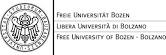 FREIE UNIVERSITÄT BOZEN
LIBERA UNIVERSITÀ DI BOLZANO
FREE UNIVERSITY OF BOZEN · BOLZANO